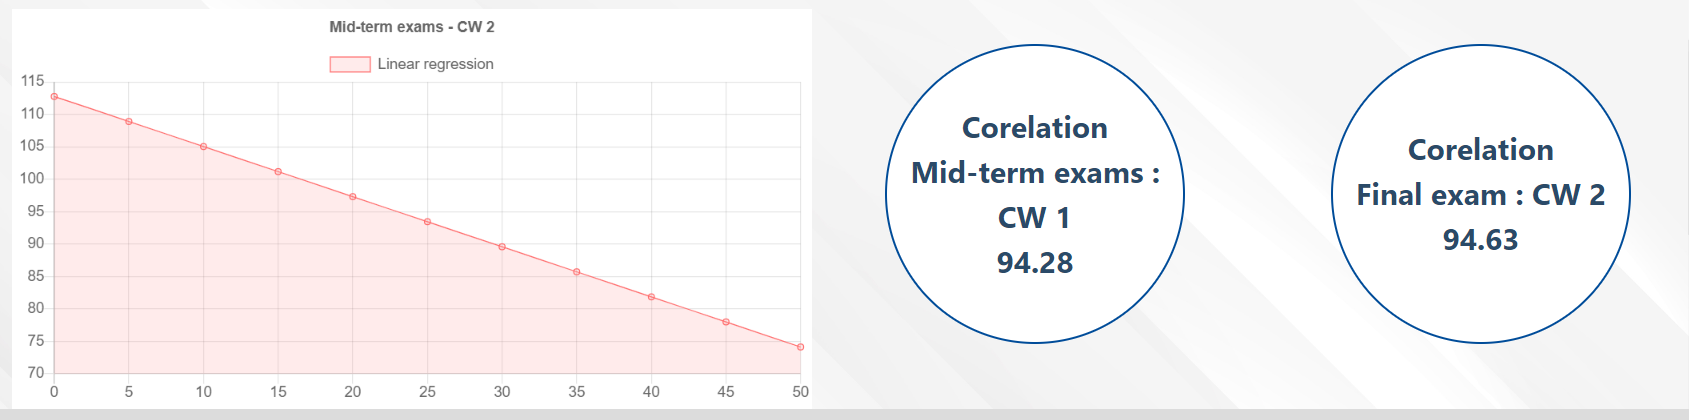 Mid-term exams - CW 2
Linear regression
115
110
105
100
95
90
85
80
75
70
0 5 10 15 20 25 30 35 40 45 50
Corelation
Mid-term exams :
CW 1
94.28
Corelation
Final exam : CW 2
94.63